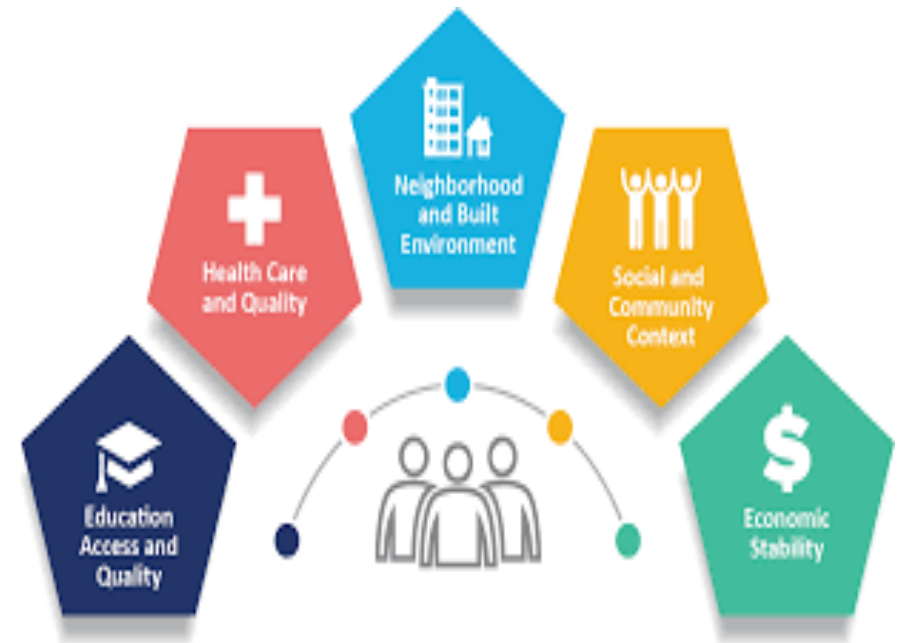 Education
Access and
Quality
Health Care
and Quality
Neighborhood
and Built
Environment
Social and
Community
Context
$
Economic
Stability